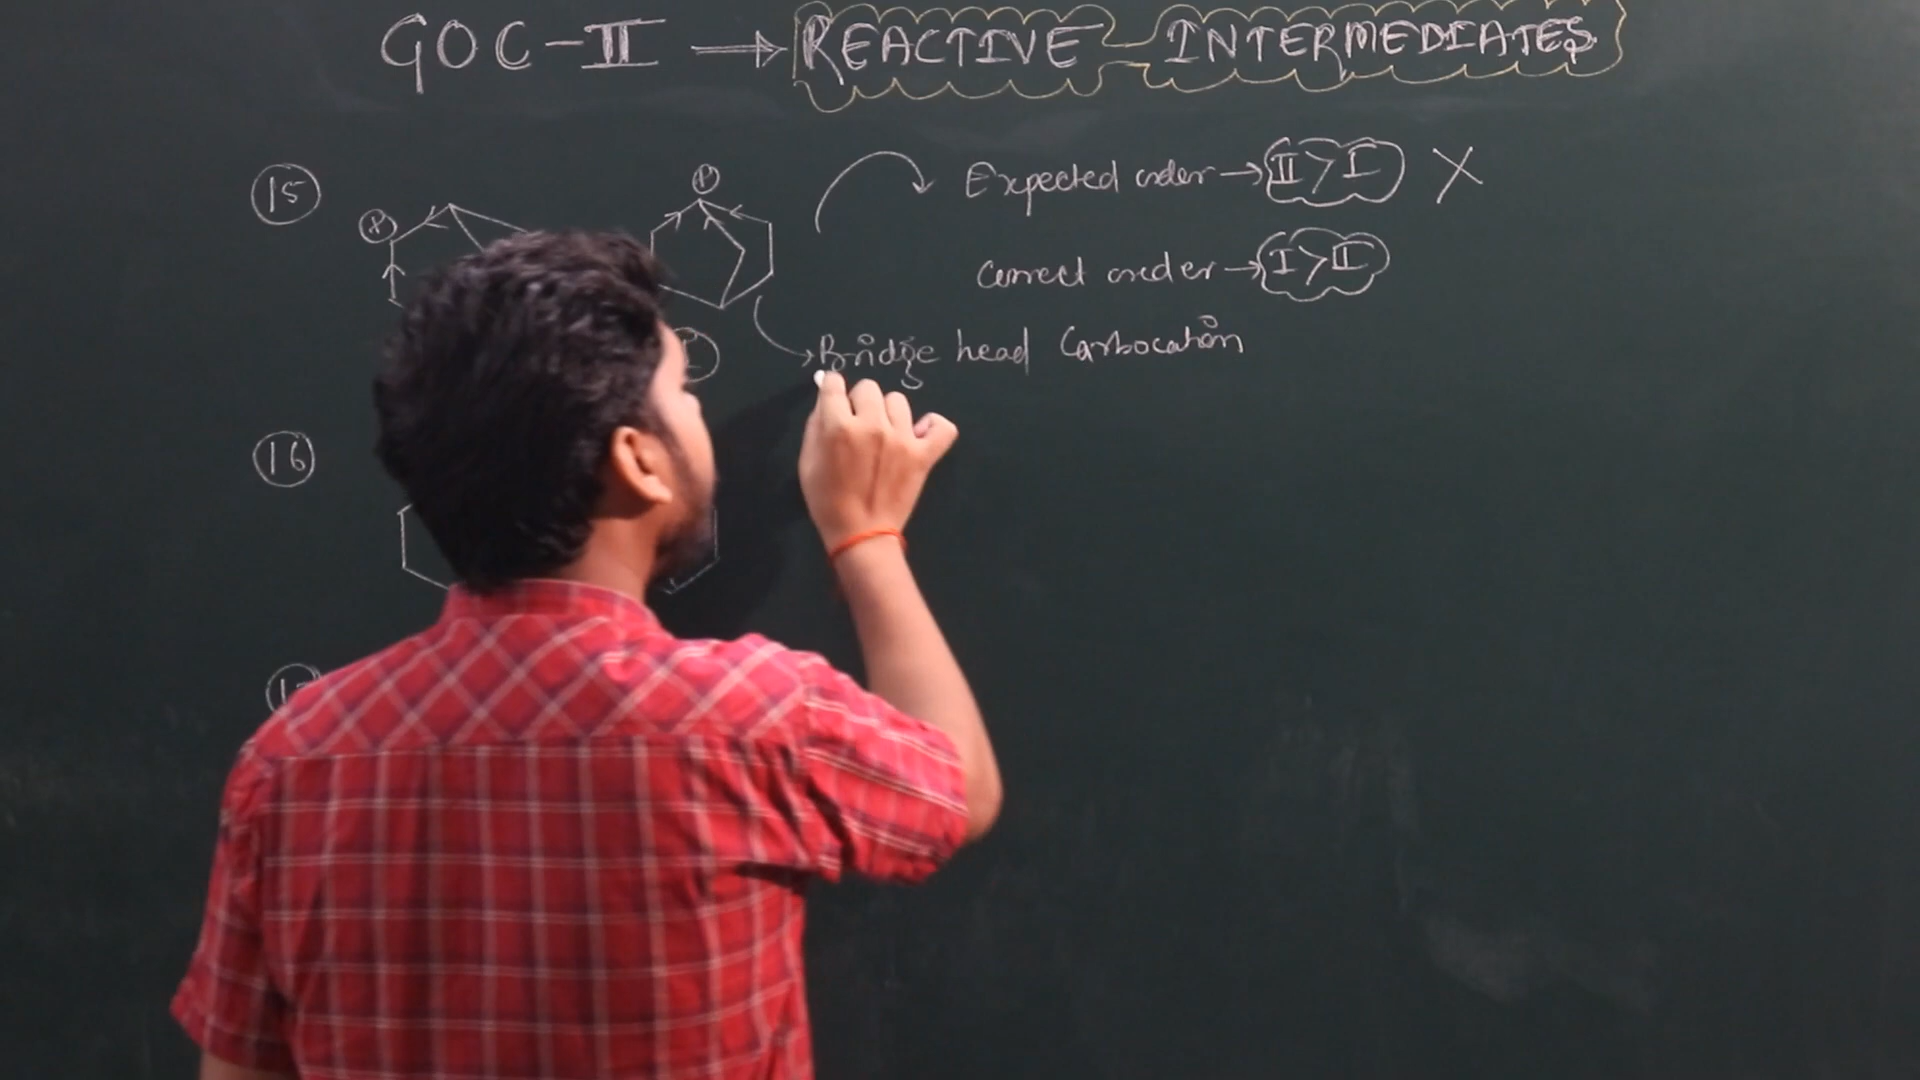 GOC-II → REACTIVE INTERMEDIATES
15
Expected order → II > I X
Correct order → I > II
Bridge head Carbocation
16